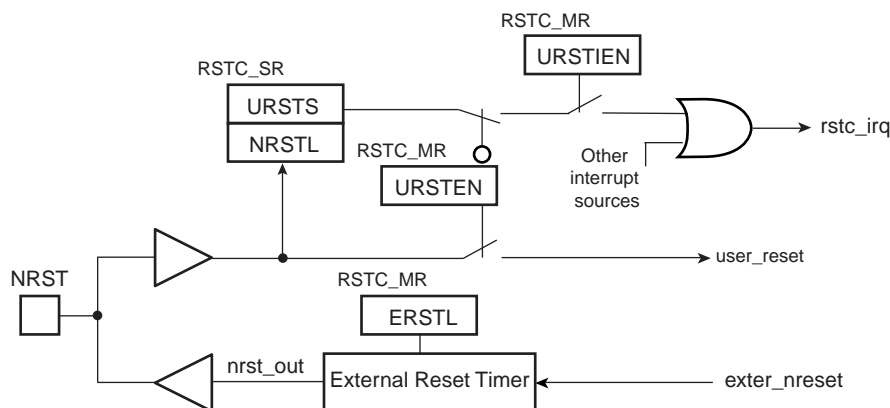 RSTC_MR
URSTIEN
RSTC_SR
URSTS
NRSTL
rstc_irq
RSTC_MR
URSTEN
Other
interrupt
sources
user_reset
NRST
RSTC_MR
ERSTL
nrst_out
External Reset Timer
exter_nreset